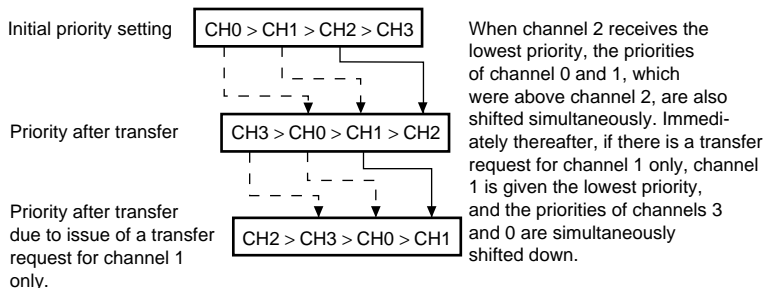 Initial priority setting
CH0 > CH1 > CH2 > CH3
Priority after transfer
CH3 > CH0 > CH1 > CH2
Priority after transfer
due to issue of a transfer
request for channel 1
only.
CH2 > CH3 > CH0 > CH1
When channel 2 receives the
lowest priority, the priorities
of channel 0 and 1, which
were above channel 2, are also
shifted simultaneously. Immedi-
ately thereafter, if there is a transfer
request for channel 1 only, channel
1 is given the lowest priority,
and the priorities of channels 3
and 0 are simultaneously
shifted down.